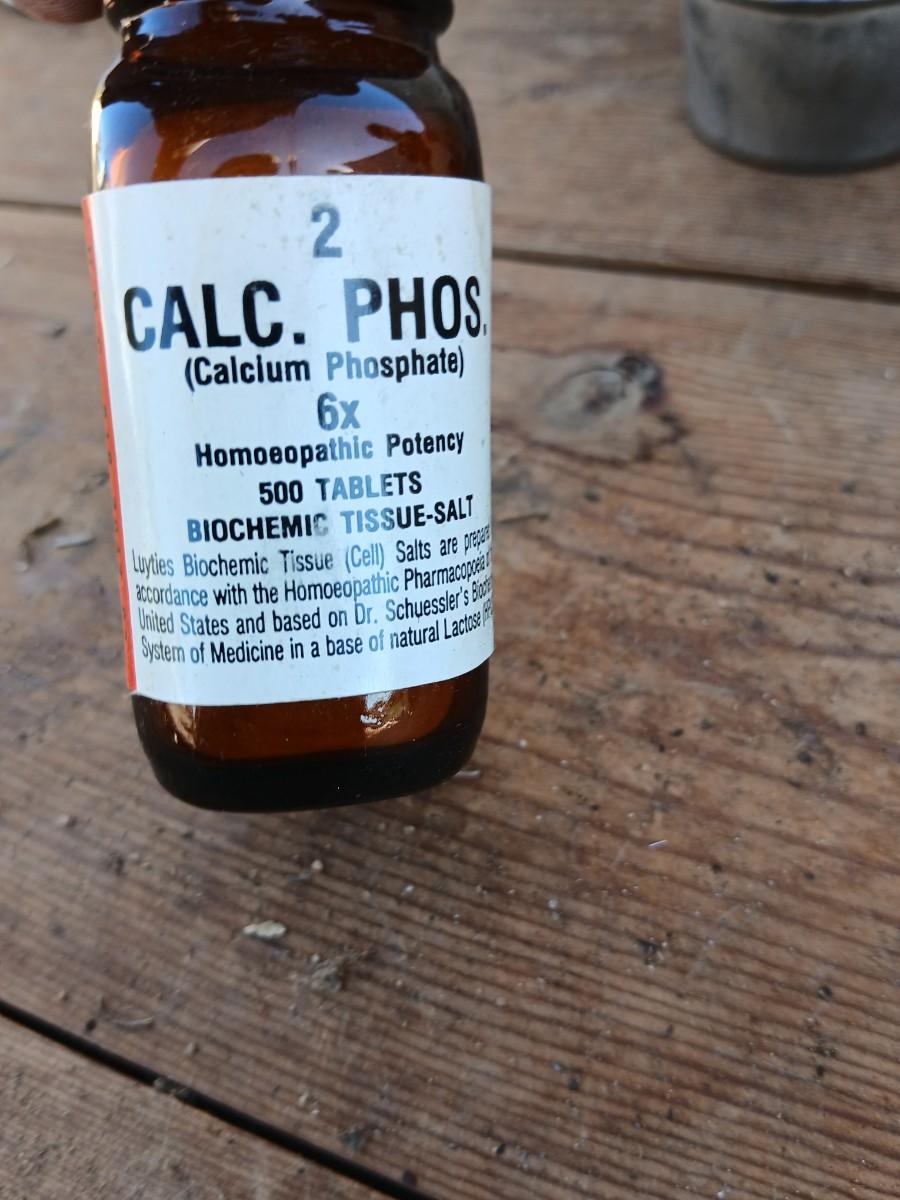 2
CALC. PHOS.
(Calcium Phosphate)
6x
Homoeopathic Potency
500 TABLETS
BIOCHEMIC TISSUE-SALT
Luyties Biochemic Tissue (Cell) Salts are
accordance with the Homoeopathic Pharmacopoeia
United States and based on Dr. Schuessler's
System of Medicine in a base of natural Lactose